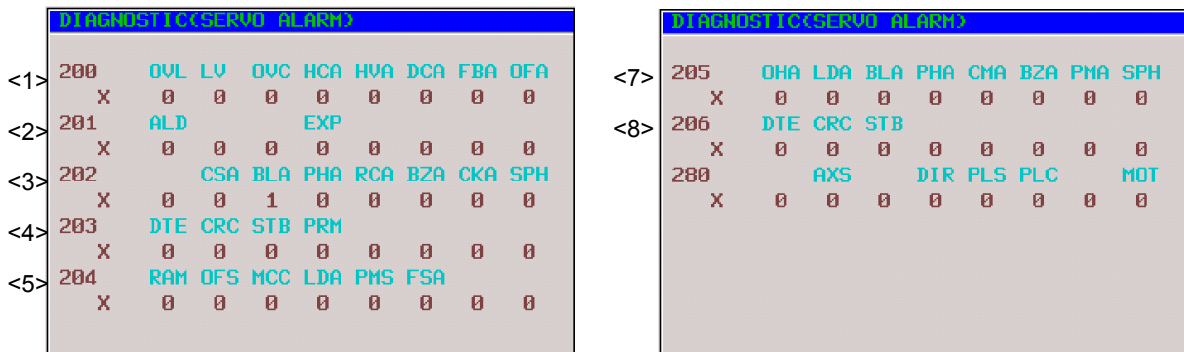 DIAGNOSTIC(SERVO ALARM)
<1> 200 OVL LV OVC HCA HVA DCA FBA OFA
X 0 0 0 0 0 0 0 0
<2> 201 ALD EXP
X 0 0 0 0 0 0 0 0
<3> 202 CSA BLA PHA RCA BZA CKA SPH
X 0 0 1 0 0 0 0 0
<4> 203 DTE CRC STB PRM
X 0 0 0 0 0 0 0 0
<5> 204 RAM OFS MCC LDA PMS FSA
X 0 0 0 0 0 0 0 0
DIAGNOSTIC(SERVO ALARM)
<7> 205 OHA LDA BLA PHA CMA BZA PMA SPH
X 0 0 0 0 0 0 0 0
<8> 206 DTE CRC STB
X 0 0 0 0 0 0 0 0
280 AXS DIR PLS PLC MOT
X 0 0 0 0 0 0 0 0